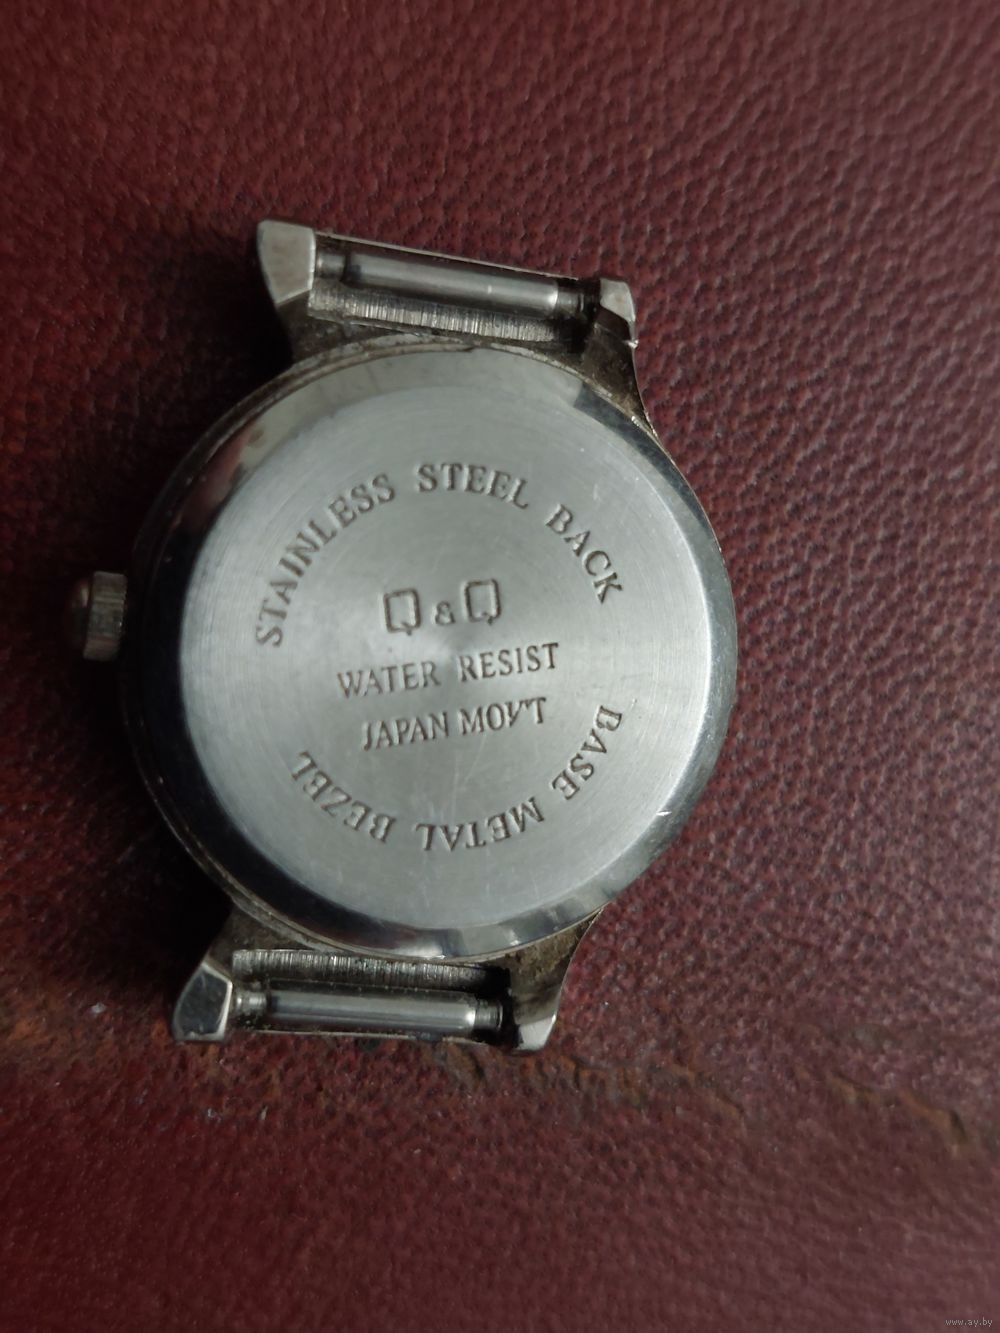 STAINLESS STEEL BACK
Q&Q
WATER RESIST
JAPAN MOV'T
BASE METAL BEZEL
www.ay.by